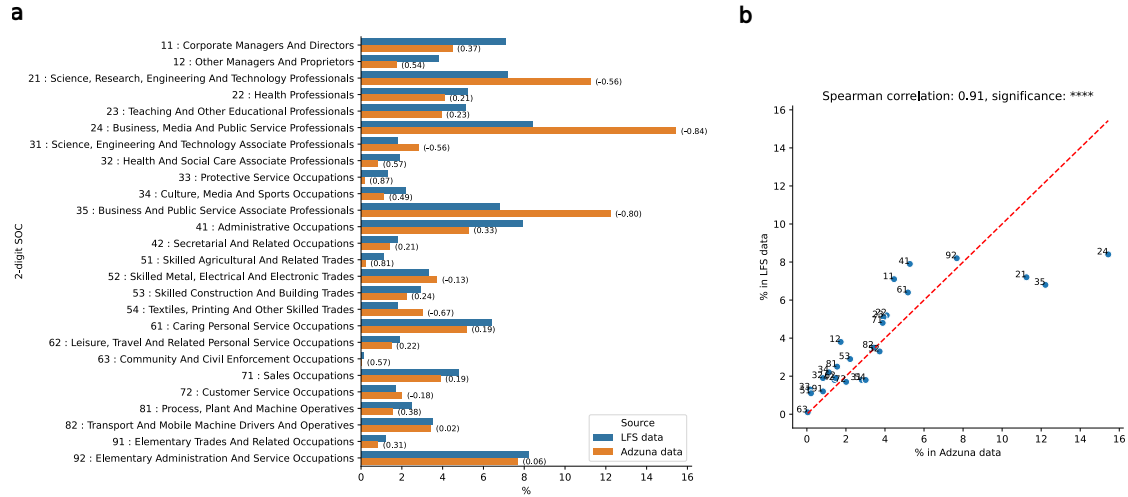 a
2-digit SOC
11 : Corporate Managers And Directors (0.37)
12 : Other Managers And Proprietors (0.54)
21 : Science, Research, Engineering And Technology Professionals (−0.56)
22 : Health Professionals (0.21)
23 : Teaching And Other Educational Professionals (0.23)
24 : Business, Media And Public Service Professionals (−0.84)
31 : Science, Engineering And Technology Associate Professionals (−0.56)
32 : Health And Social Care Associate Professionals (0.57)
33 : Protective Service Occupations (0.87)
34 : Culture, Media And Sports Occupations (0.49)
35 : Business And Public Service Associate Professionals (−0.80)
41 : Administrative Occupations (0.33)
42 : Secretarial And Related Occupations (0.21)
51 : Skilled Agricultural And Related Trades (0.81)
52 : Skilled Metal, Electrical And Electronic Trades (−0.13)
53 : Skilled Construction And Building Trades (0.24)
54 : Textiles, Printing And Other Skilled Trades (−0.67)
61 : Caring Personal Service Occupations (0.19)
62 : Leisure, Travel And Related Personal Service Occupations (0.22)
63 : Community And Civil Enforcement Occupations (0.57)
71 : Sales Occupations (0.19)
72 : Customer Service Occupations (−0.18)
81 : Process, Plant And Machine Operatives (0.38)
82 : Transport And Mobile Machine Drivers And Operatives (0.02)
91 : Elementary Trades And Related Occupations (0.31)
92 : Elementary Administration And Service Occupations (0.06)
0 2 4 6 8 10 12 14 16
%
Source
LFS data
Adzuna data
b
Spearman correlation: 0.91, significance: ****
% in LFS data
16
14
12
10
8
6
4
2
0
24
92
41
21
11
35
61
22
71
12
82
53
81
34
32
72
54
33
91
63
0 2 4 6 8 10 12 14 16
% in Adzuna data